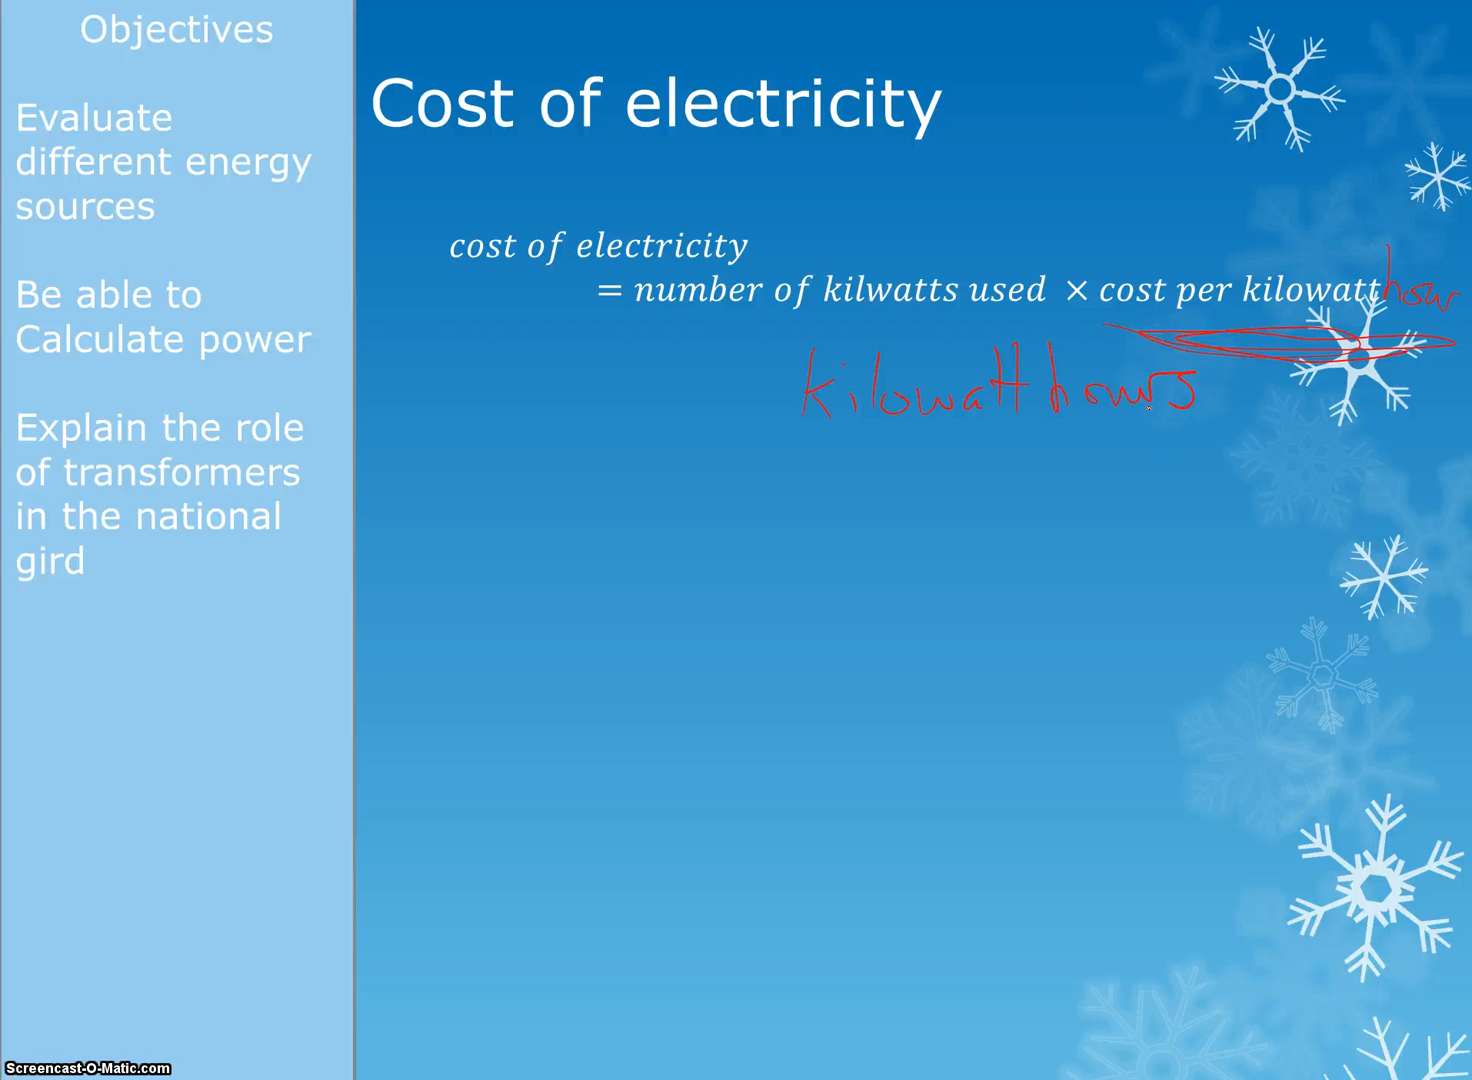 Objectives
Evaluate
different energy
sources
Be able to
Calculate power
Explain the role
of transformers
in the national
gird
Cost of electricity
cost of electricity
= number of kilwatts used × cost per kilowatt hour
kilowatt hours
Screencast-O-Matic.com